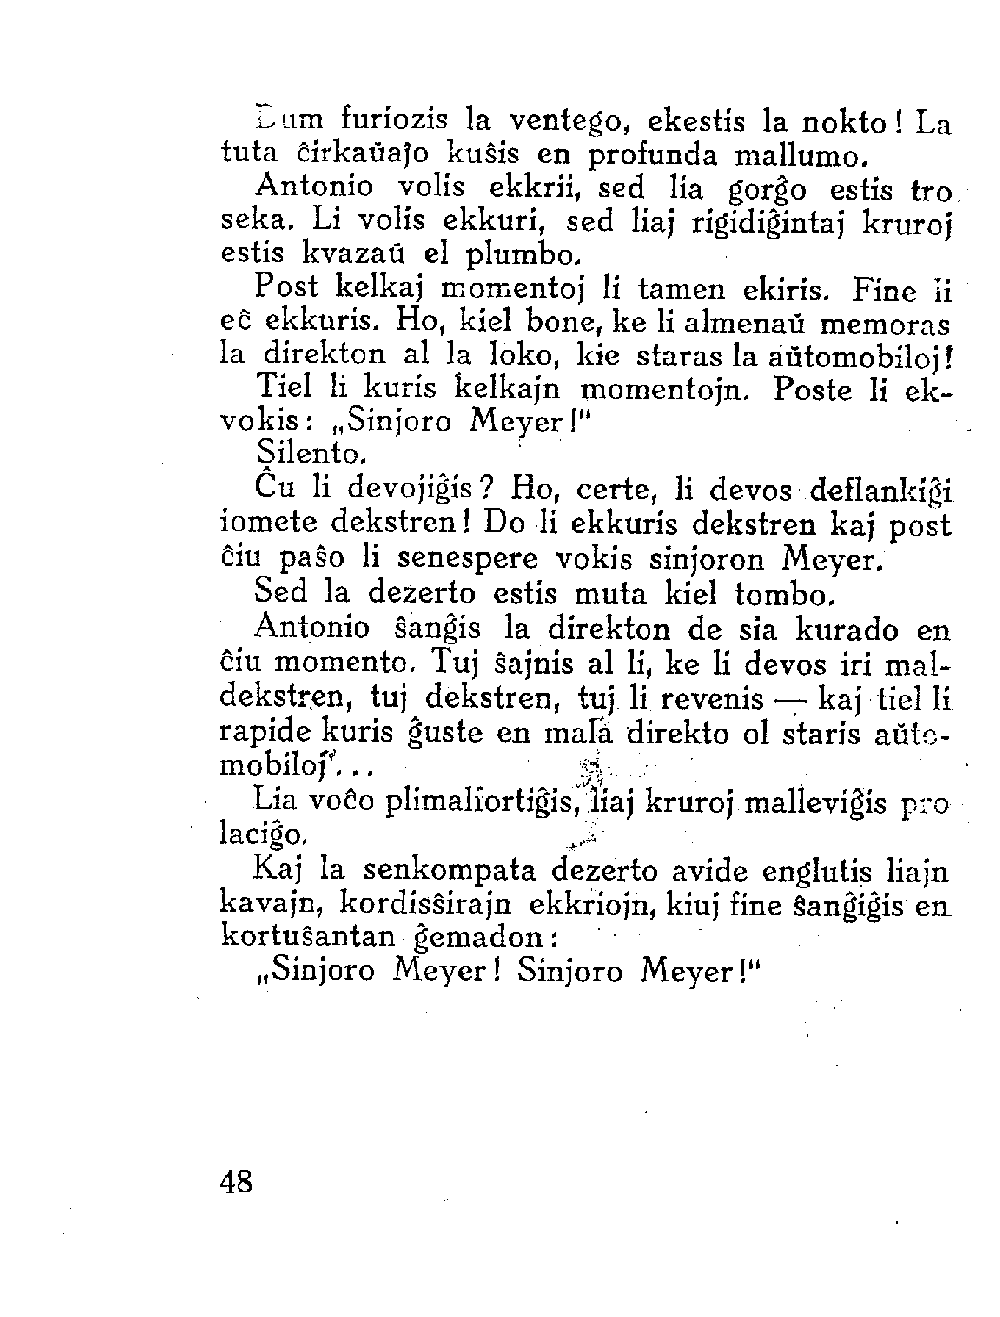 Dum furiozis la ventego, ekestis la nokto! La
tuta ĉirkaŭaĵo kuŝis en profunda mallumo.
Antonio volis ekkrii, sed lia gorĝo estis tro
seka. Li volis ekkuri, sed liaj rigidiĝintaj kruroj
estis kvazaŭ el plumbo.
Post kelkaj momentoj li tamen ekiris. Fine li
eĉ ekkuris. Ho, kiel bone, ke li almenaŭ memoras
la direkton al la loko, kie staras la aŭtomobiloj!
Tiel li kuris kelkajn momentojn. Poste li ek-
vokis: „Sinjoro Meyer!“
Silento.
Ĉu li devojiĝis? Ho, certe, li devos deflankiĝi
iomete dekstren! Do li ekkuris dekstren kaj post
ĉiu paŝo li senespere vokis sinjoron Meyer.
Sed la dezerto estis muta kiel tombo.
Antonio ŝanĝis la direkton de sia kurado en
ĉiu momento. Tuj ŝajnis al li, ke li devos iri mal-
dekstren, tuj dekstren, tuj li revenis — kaj tiel li
rapide kuris ĝuste en mala direkto ol staris aŭto-
mobiloj...
Lia voĉo plimalfortiĝis, liaj kruroj malleviĝis pro
laciĝo.
Kaj la senkompata dezerto avide englutis liajn
kavajn, kordisŝirajn ekkriojn, kiuj fine ŝanĝiĝis en
kortuŝantan ĝemadon:
„Sinjoro Meyer! Sinjoro Meyer!“
48